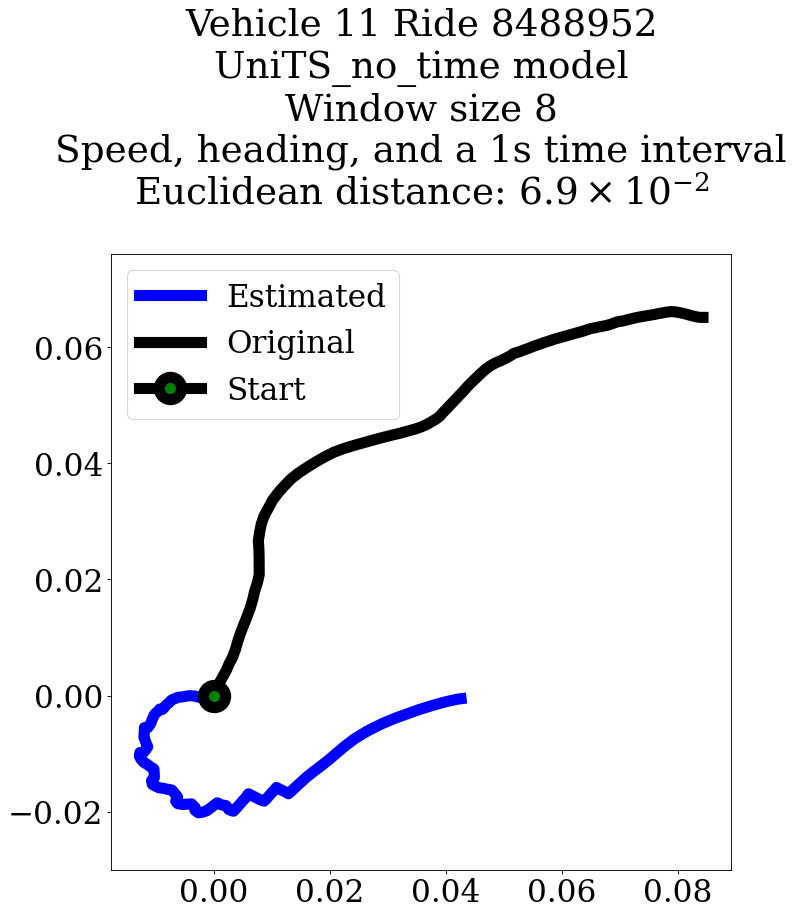 Vehicle 11 Ride 8488952
UniTS_no_time model
Window size 8
Speed, heading, and a 1s time interval
Euclidean distance: 6.9 × 10⁻²
Estimated
Original
Start
0.06
0.04
0.02
0.00
−0.02
0.00 0.02 0.04 0.06 0.08